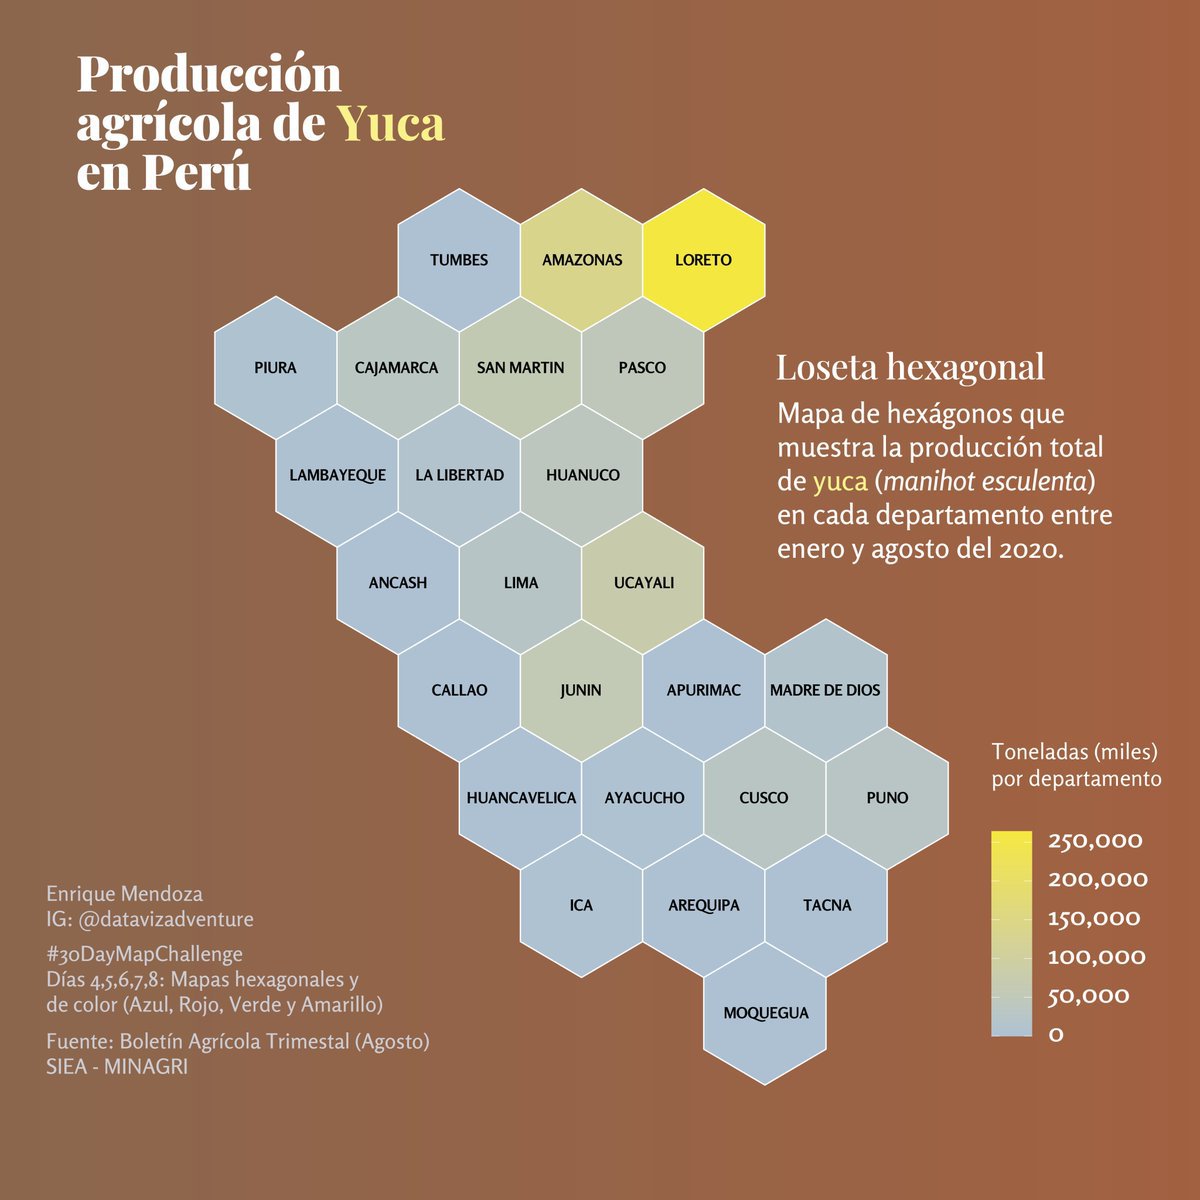 Producción
agrícola de Yuca
en Perú
TUMBES
AMAZONAS
LORETO
PIURA
CAJAMARCA
SAN MARTIN
PASCO
Loseta hexagonal
Mapa de hexágonos que
muestra la producción total
de yuca (manihot esculenta)
en cada departamento entre
enero y agosto del 2020.
LAMBAYEQUE
LA LIBERTAD
HUANUCO
ANCASH
LIMA
UCAYALI
CALLAO
JUNIN
APURIMAC
MADRE DE DIOS
HUANCAVELICA
AYACUCHO
CUSCO
PUNO
ICA
AREQUIPA
TACNA
MOQUEGUA
Toneladas (miles)
por departamento
250,000
200,000
150,000
100,000
50,000
0
Enrique Mendoza
IG: @datavizadventure
#30DayMapChallenge
Días 4,5,6,7,8: Mapas hexagonales y
de color (Azul, Rojo, Verde y Amarillo)
Fuente: Boletín Agrícola Trimestal (Agosto)
SIEA - MINAGRI